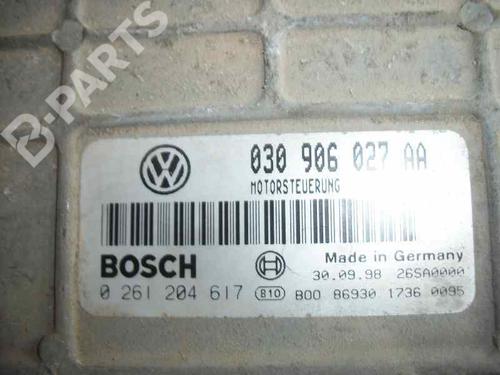 B-PARTS
030 906 027 AA
MOTORSTEUERUNG
BOSCH
Made in Germany
30.09.98 26SA0000
0 261 204 617 B10 B00 86930 1736 0095